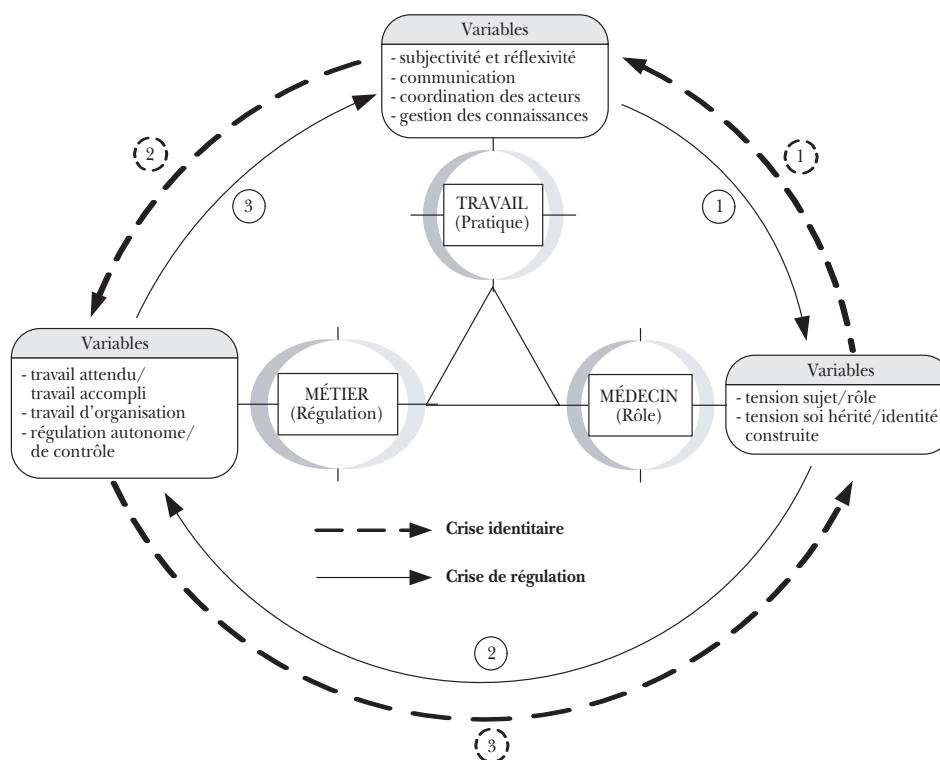 Variables
- subjectivité et réflexivité
- communication
- coordination des acteurs
- gestion des connaissances
2
1
3
1
TRAVAIL
(Pratique)
Variables
- travail attendu/
travail accompli
- travail d'organisation
- régulation autonome/
de contrôle
MÉTIER
(Régulation)
MÉDECIN
(Rôle)
Variables
- tension sujet/rôle
- tension soi hérité/identité
construite
Crise identitaire
Crise de régulation
2
3